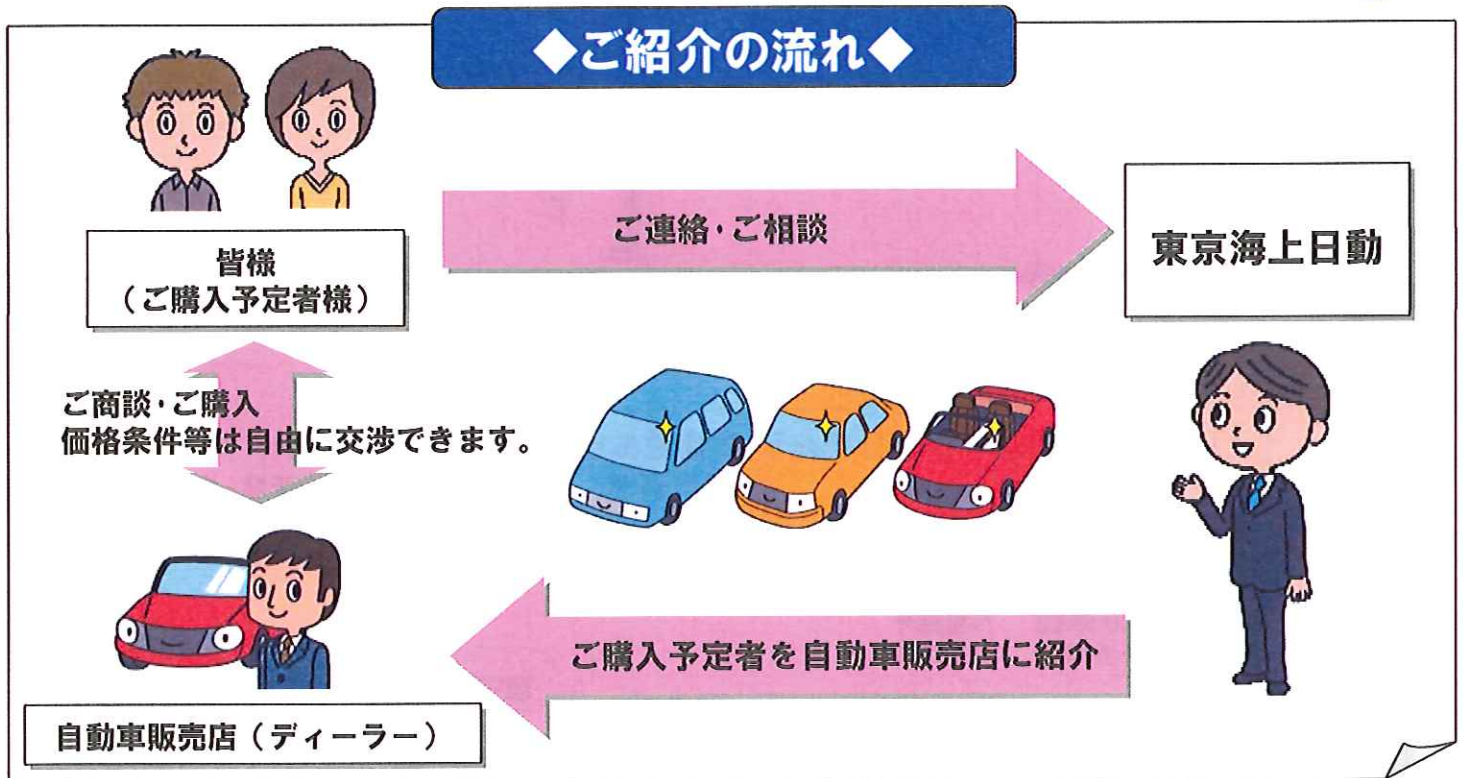 ◆ご紹介の流れ◆
皆様
（ご購入予定者様）
ご連絡・ご相談
東京海上日動
ご商談・ご購入
価格条件等は自由に交渉できます。
ご購入予定者を自動車販売店に紹介
自動車販売店（ディーラー）